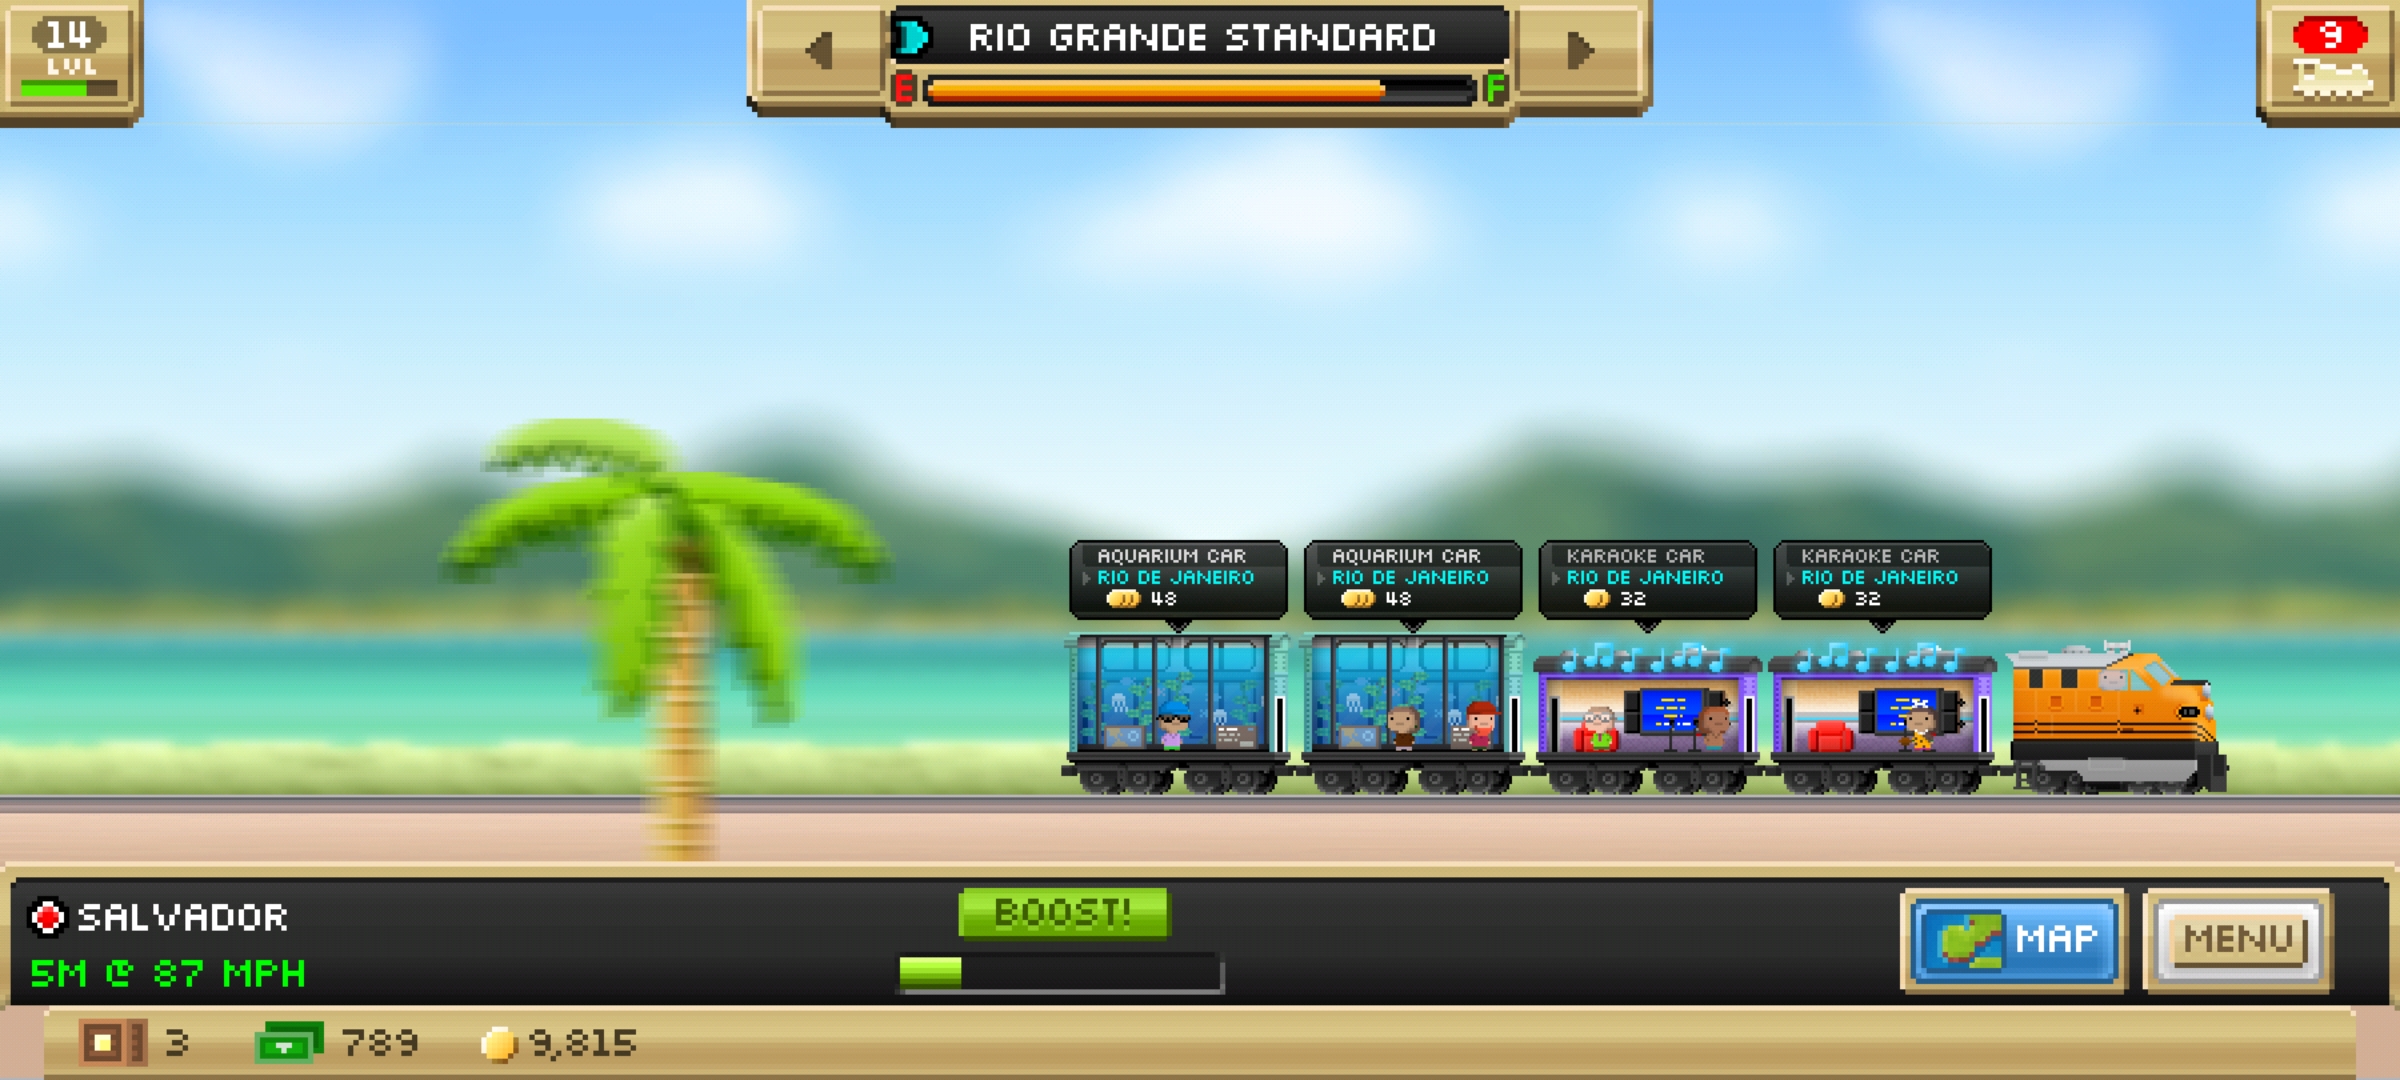 14
LVL
RIO GRANDE STANDARD
E F
9
AQUARIUM CAR
RIO DE JANEIRO
48
AQUARIUM CAR
RIO DE JANEIRO
48
KARAOKE CAR
RIO DE JANEIRO
32
KARAOKE CAR
RIO DE JANEIRO
32
SALVADOR
5M @ 87 MPH
BOOST!
MAP
MENU
3
789
9,815